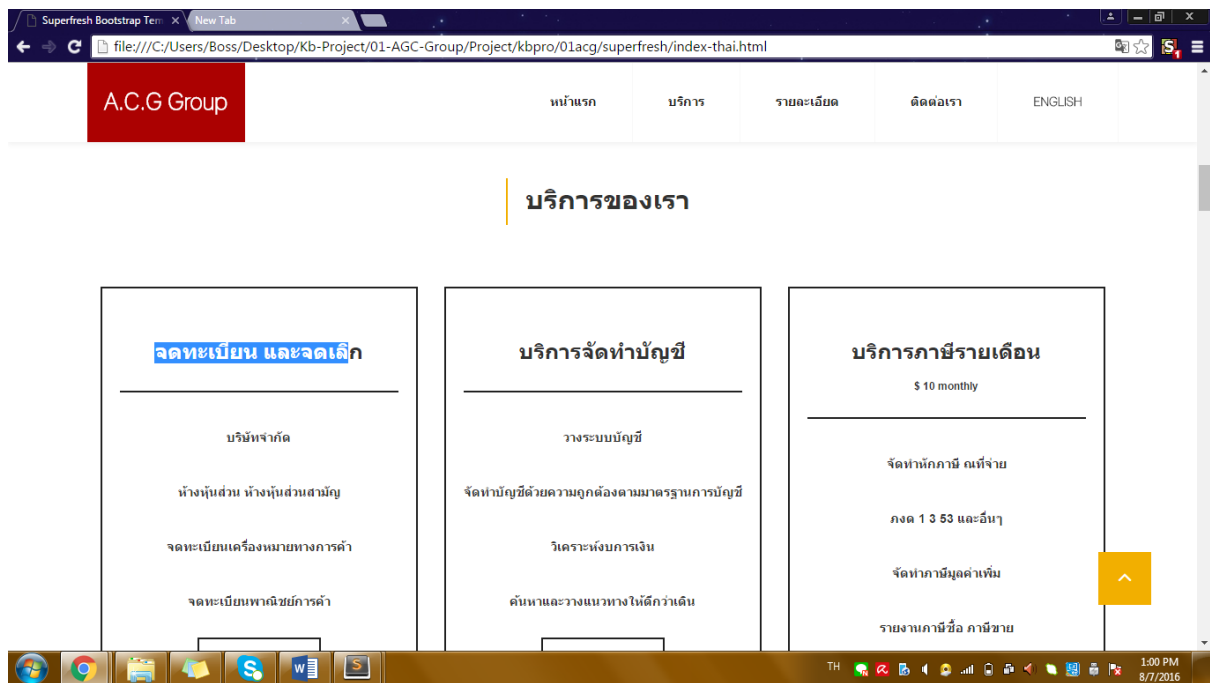 Superfresh Bootstrap Tem
New Tab
file:///C:/Users/Boss/Desktop/Kb-Project/01-AGC-Group/Project/kbpro/01acg/superfresh/index-thai.html
A.C.G Group
หน้าแรก
บริการ
รายละเอียด
ติดต่อเรา
ENGLISH
บริการของเรา
จดทะเบียน และจดเลิก
บริษัทจำกัด
ห้างหุ้นส่วน ห้างหุ้นส่วนสามัญ
จดทะเบียนเครื่องหมายทางการค้า
จดทะเบียนพาณิชย์การค้า
บริการจัดทำบัญชี
วางระบบบัญชี
จัดทำบัญชีด้วยความถูกต้องตามมาตรฐานการบัญชี
วิเคราะห์งบการเงิน
ค้นหาและวางแนวทางให้ดีกว่าเดิน
บริการภาษีรายเดือน
$ 10 monthly
จัดทำหักภาษี ณที่จ่าย
ภงด 1 3 53 และอื่นๆ
จัดทำภาษีมูลค่าเพิ่ม
รายงานภาษีซื้อ ภาษีขาย
TH
1:00 PM
8/7/2016